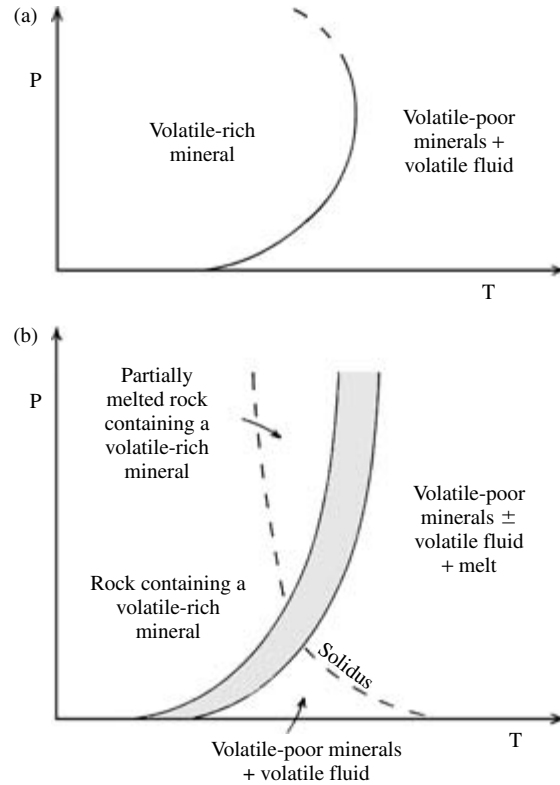 (a)
P
Volatile-rich
mineral
Volatile-poor
minerals +
volatile fluid
T
(b)
P
Partially
melted rock
containing a
volatile-rich
mineral
Volatile-poor
minerals ±
volatile fluid
+ melt
Rock containing a
volatile-rich
mineral
Solidus
Volatile-poor minerals
+ volatile fluid
T